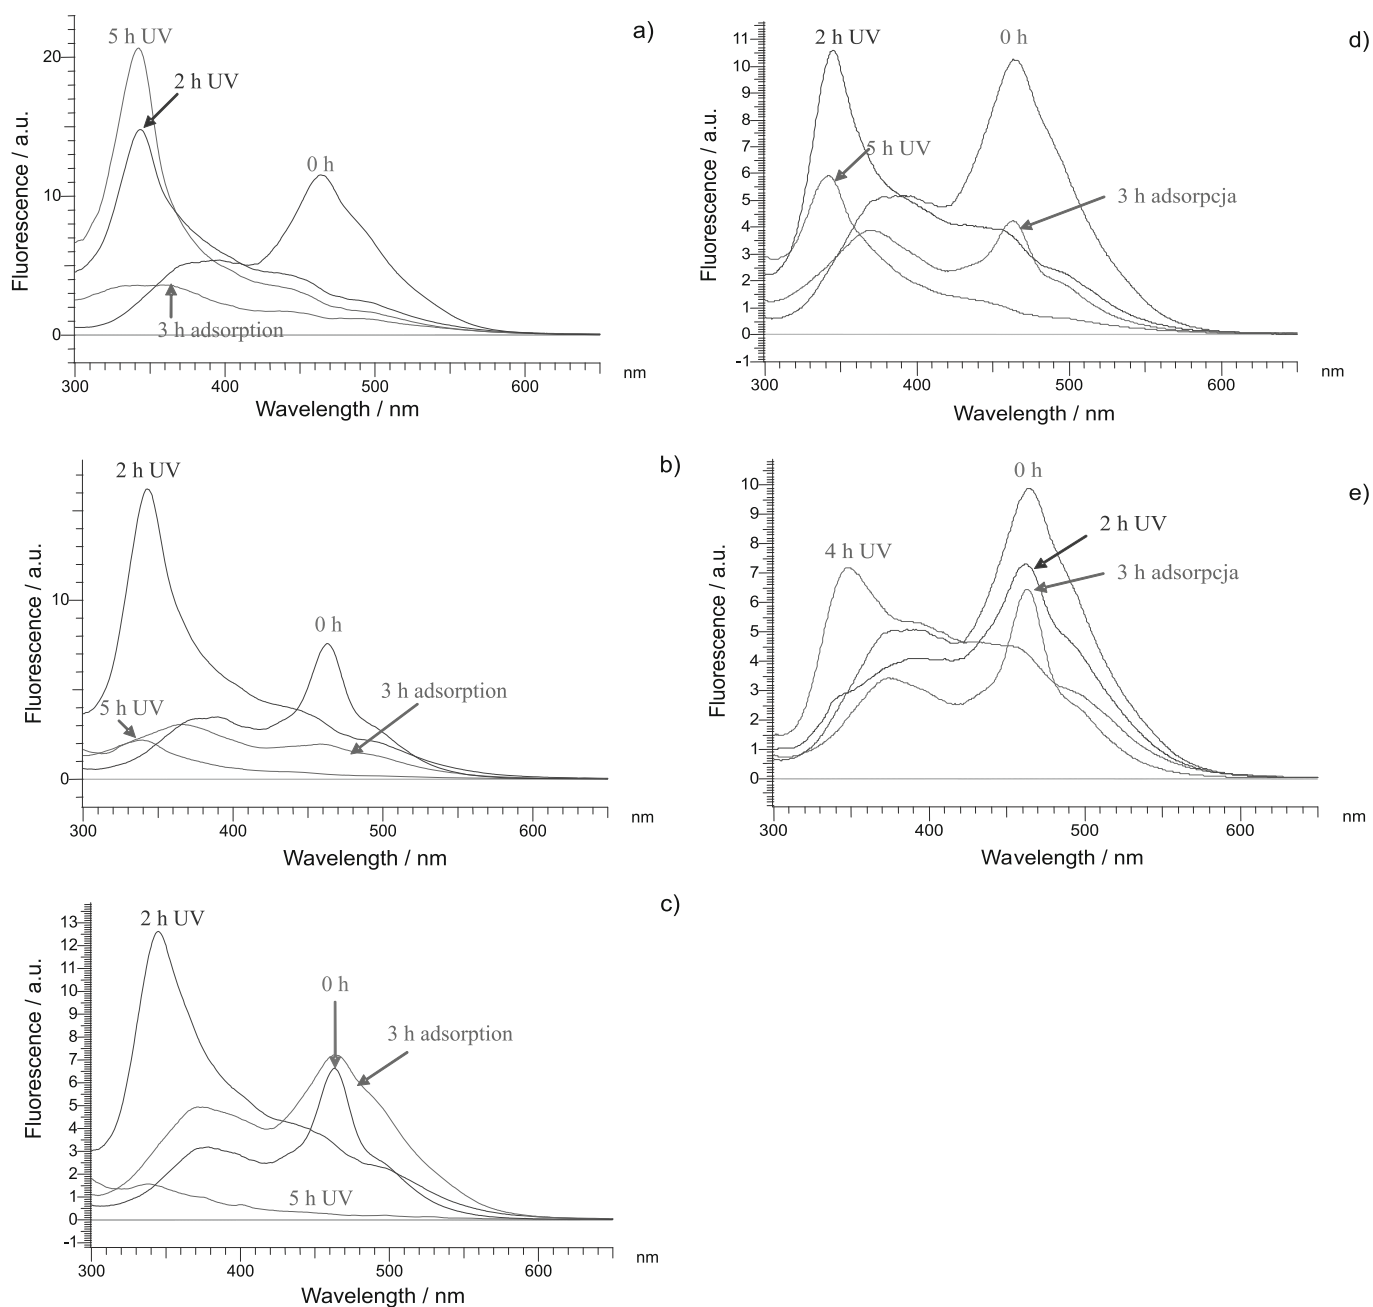 a)
5 h UV
2 h UV
0 h
3 h adsorption
20
10
0
Fluorescence / a.u.
300 400 500 600 nm
Wavelength / nm
b)
2 h UV
0 h
3 h adsorption
5 h UV
10
0
Fluorescence / a.u.
300 400 500 600 nm
Wavelength / nm
c)
2 h UV
0 h
3 h adsorption
5 h UV
13
12
11
10
9
8
7
6
5
4
3
2
1
0
-1
Fluorescence / a.u.
300 400 500 600 nm
Wavelength / nm
d)
2 h UV
0 h
5 h UV
3 h adsorpcja
11
10
9
8
7
6
5
4
3
2
1
0
-1
Fluorescence / a.u.
300 400 500 600 nm
Wavelength / nm
e)
0 h
2 h UV
4 h UV
3 h adsorpcja
10
9
8
7
6
5
4
3
2
1
0
Fluorescence / a.u.
300 400 500 600 nm
Wavelength / nm